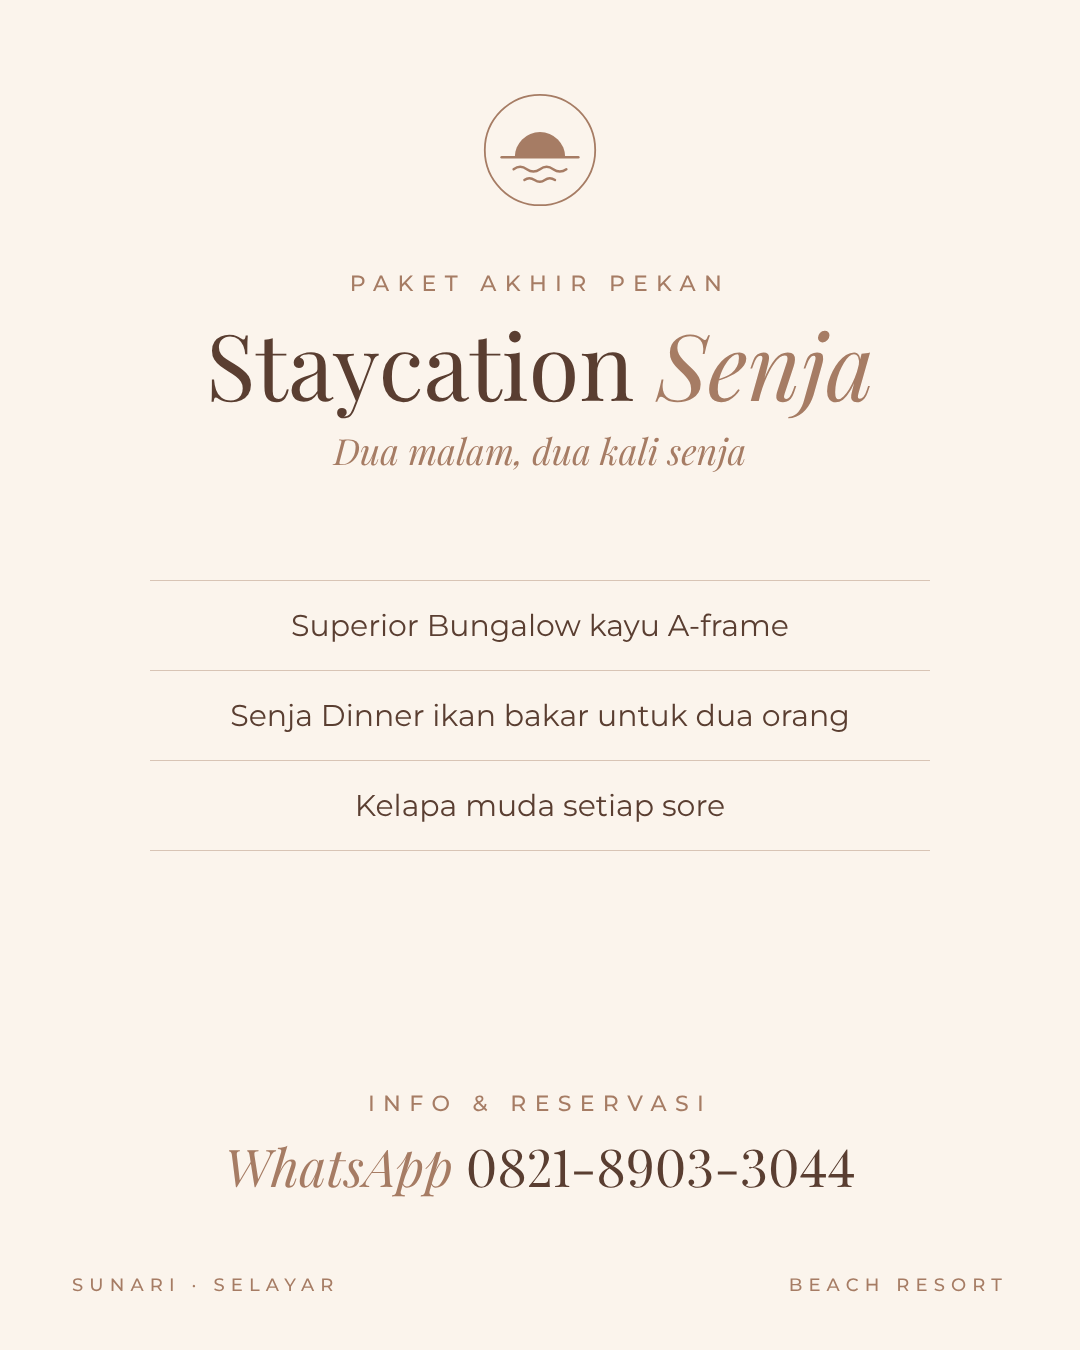 PAKET AKHIR PEKAN
Staycation Senja
Dua malam, dua kali senja
Superior Bungalow kayu A-frame
Senja Dinner ikan bakar untuk dua orang
Kelapa muda setiap sore
INFO & RESERVASI
WhatsApp 0821-8903-3044
SUNARI · SELAYAR
BEACH RESORT